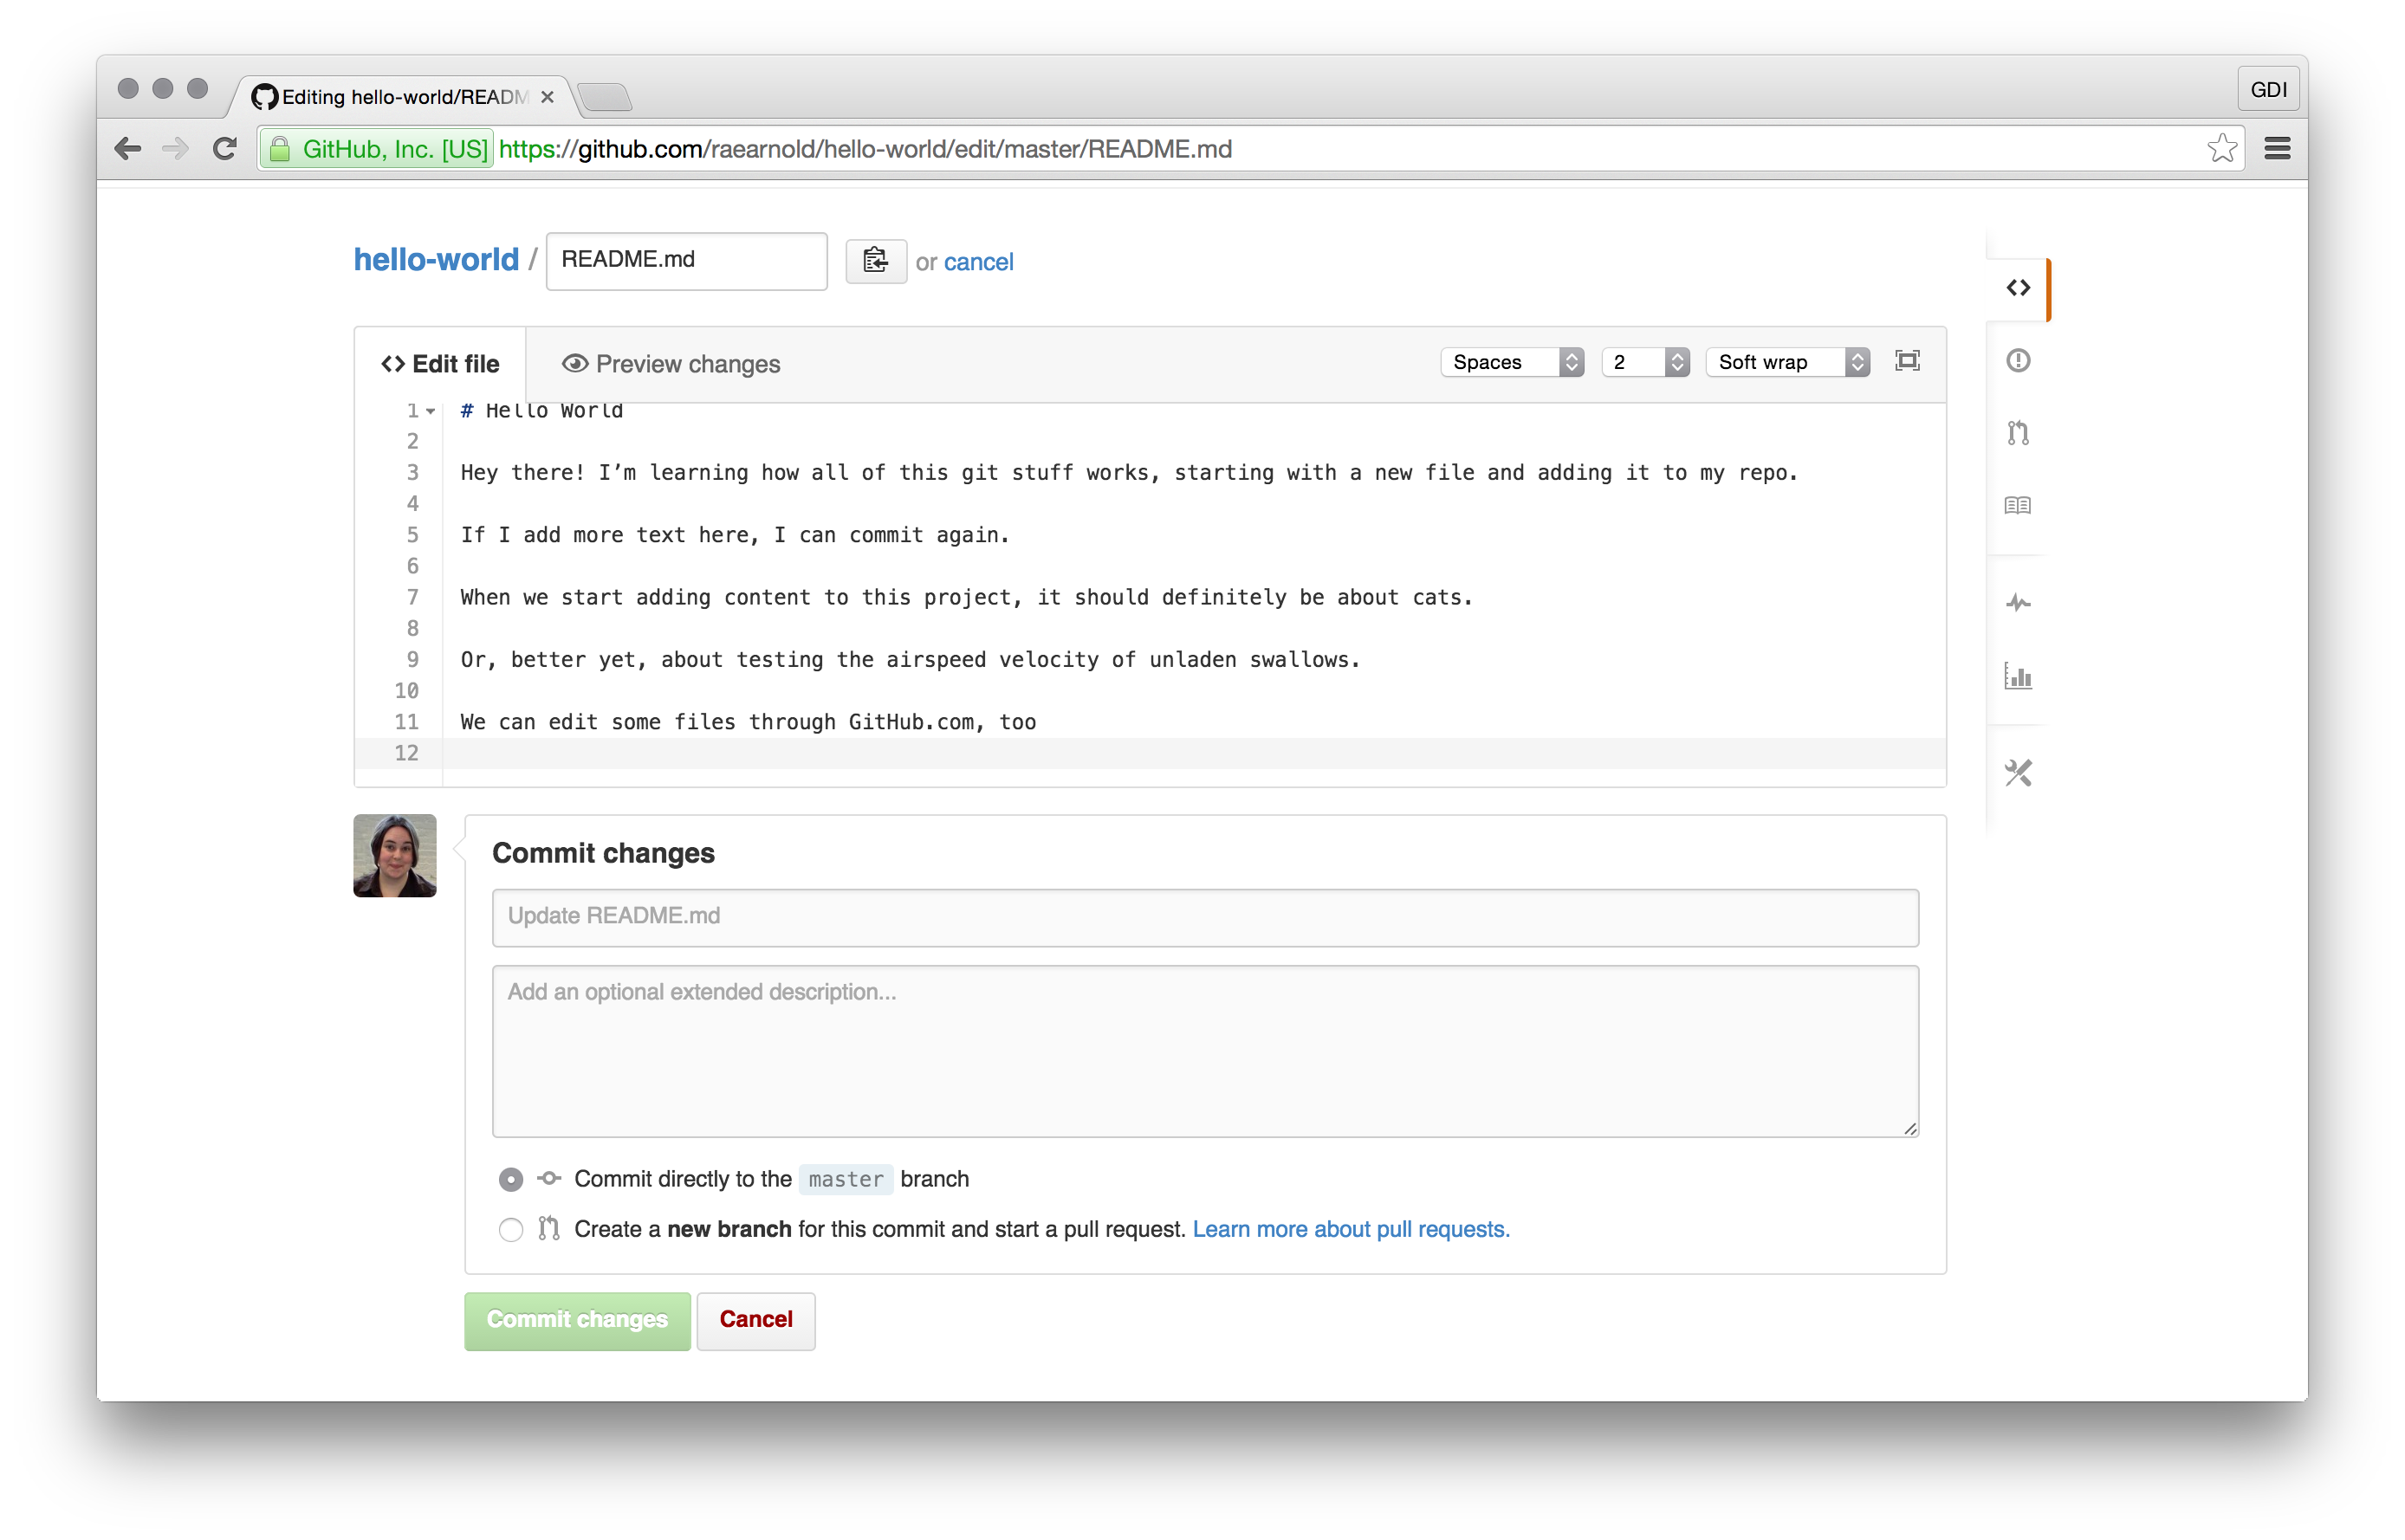 Editing hello-world/READM
GDI
GitHub, Inc. [US] https://github.com/raearnold/hello-world/edit/master/README.md
hello-world / README.md or cancel
Edit file Preview changes Spaces 2 Soft wrap
1 # Hello World
2
3 Hey there! I’m learning how all of this git stuff works, starting with a new file and adding it to my repo.
4
5 If I add more text here, I can commit again.
6
7 When we start adding content to this project, it should definitely be about cats.
8
9 Or, better yet, about testing the airspeed velocity of unladen swallows.
10
11 We can edit some files through GitHub.com, too
12
Commit changes
Update README.md
Add an optional extended description...
Commit directly to the master branch
Create a new branch for this commit and start a pull request. Learn more about pull requests.
Commit changes Cancel